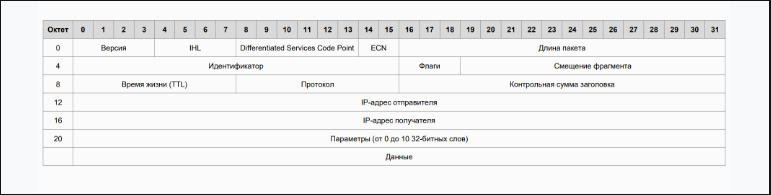 Октет 0 1 2 3 4 5 6 7 8 9 10 11 12 13 14 15 16 17 18 19 20 21 22 23 24 25 26 27 28 29 30 31
0 Версия IHL Differentiated Services Code Point ECN Длина пакета
4 Идентификатор Флаги Смещение фрагмента
8 Время жизни (TTL) Протокол Контрольная сумма заголовка
12 IP-адрес отправителя
16 IP-адрес получателя
20 Параметры (от 0 до 10 32-битных слов)
Данные